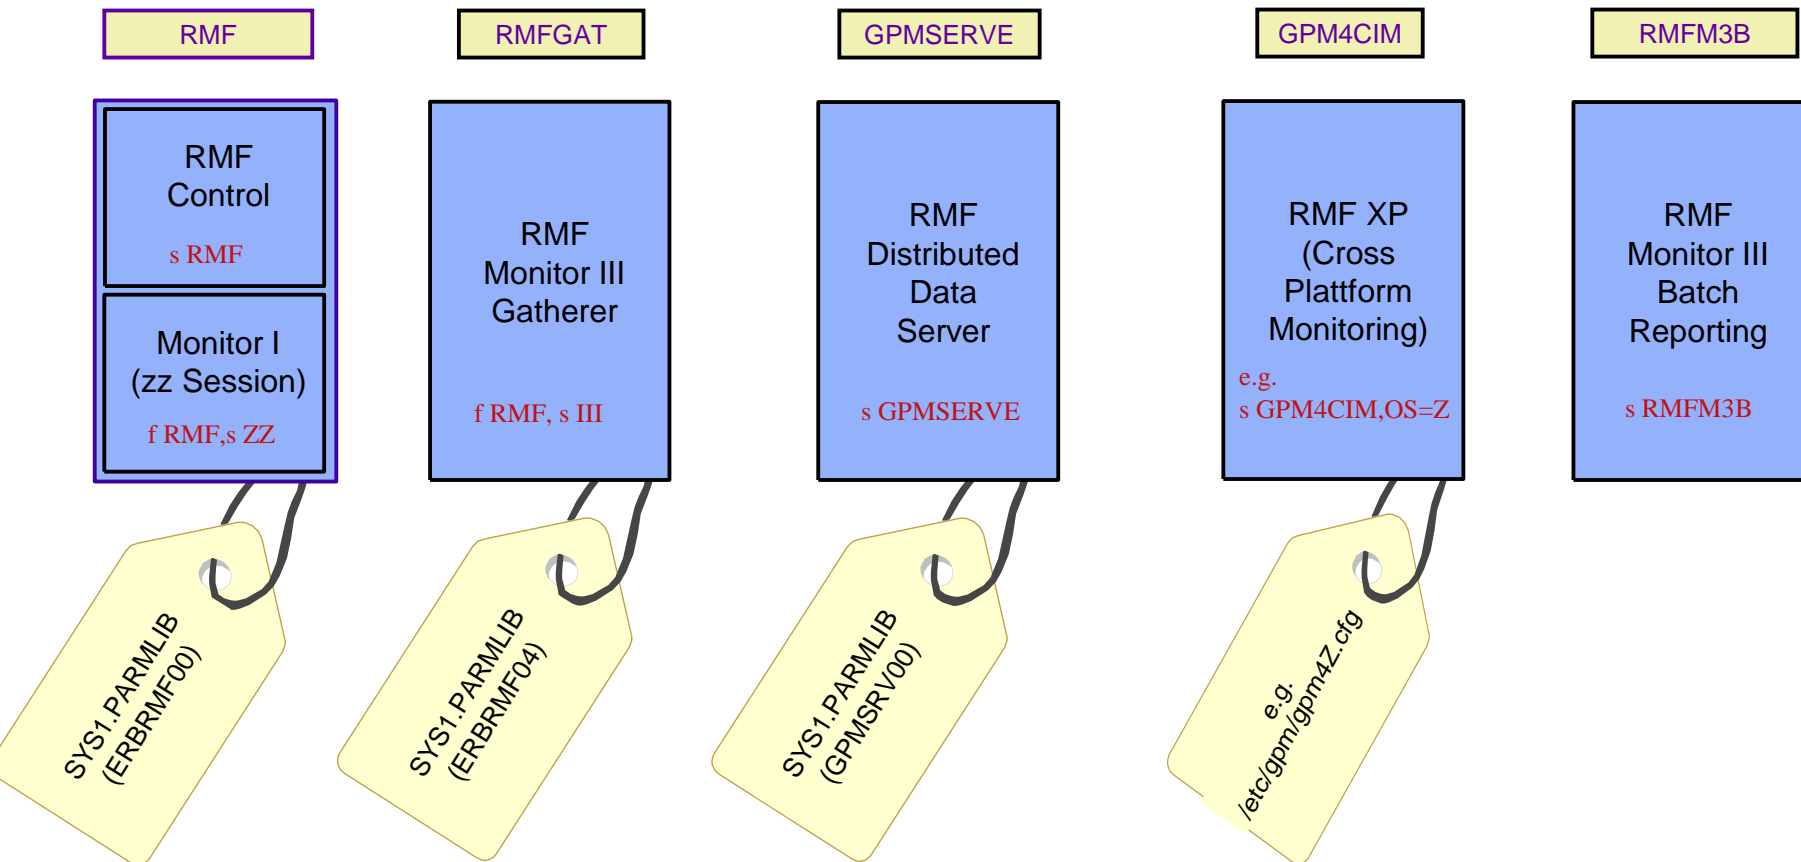 RMF
RMFGAT
GPMSERVE
GPM4CIM
RMFM3B
RMF
Control
s RMF
Monitor I
(zz Session)
f RMF,s ZZ
RMF
Monitor III
Gatherer
f RMF, s III
RMF
Distributed
Data
Server
s GPMSERVE
RMF XP
(Cross
Plattform
Monitoring)
e.g.
s GPM4CIM,OS=Z
RMF
Monitor III
Batch
Reporting
s RMFM3B
SYS1.PARMLIB
(ERBRMF00)
SYS1.PARMLIB
(ERBRMF04)
SYS1.PARMLIB
(GPMSRV00)
e.g.
/etc/gpm/gpm4Z.cfg